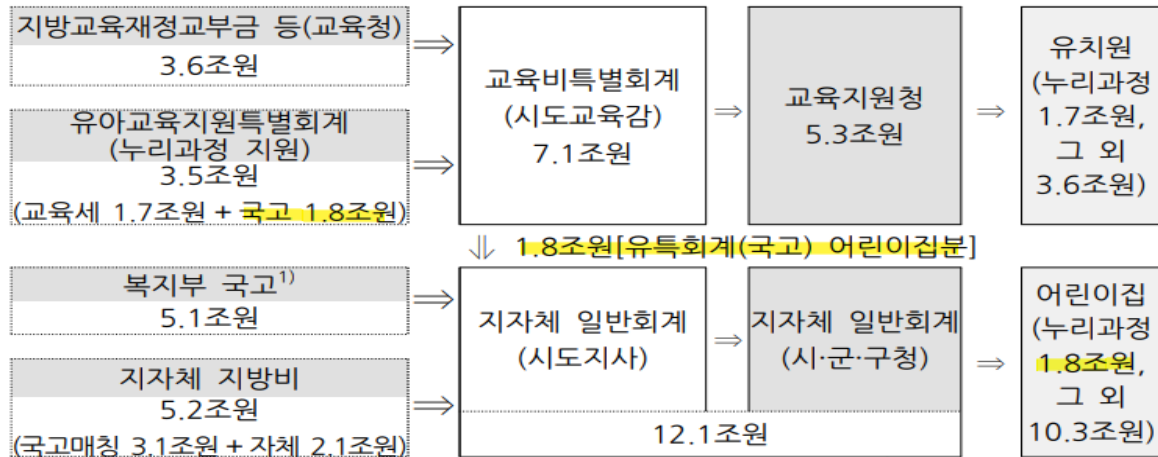 지방교육재정교부금 등(교육청)
3.6조원
유아교육지원특별회계
(누리과정 지원)
3.5조원
(교육세 1.7조원 + 국고 1.8조원)
교육비특별회계
(시도교육감)
7.1조원
교육지원청
5.3조원
유치원
(누리과정
1.7조원,
그 외
3.6조원)
1.8조원[유특회계(국고) 어린이집분]
복지부 국고1)
5.1조원
지자체 지방비
5.2조원
(국고매칭 3.1조원 + 자체 2.1조원)
지자체 일반회계
(시도지사)
지자체 일반회계
(시·군·구청)
12.1조원
어린이집
(누리과정
1.8조원,
그 외
10.3조원)